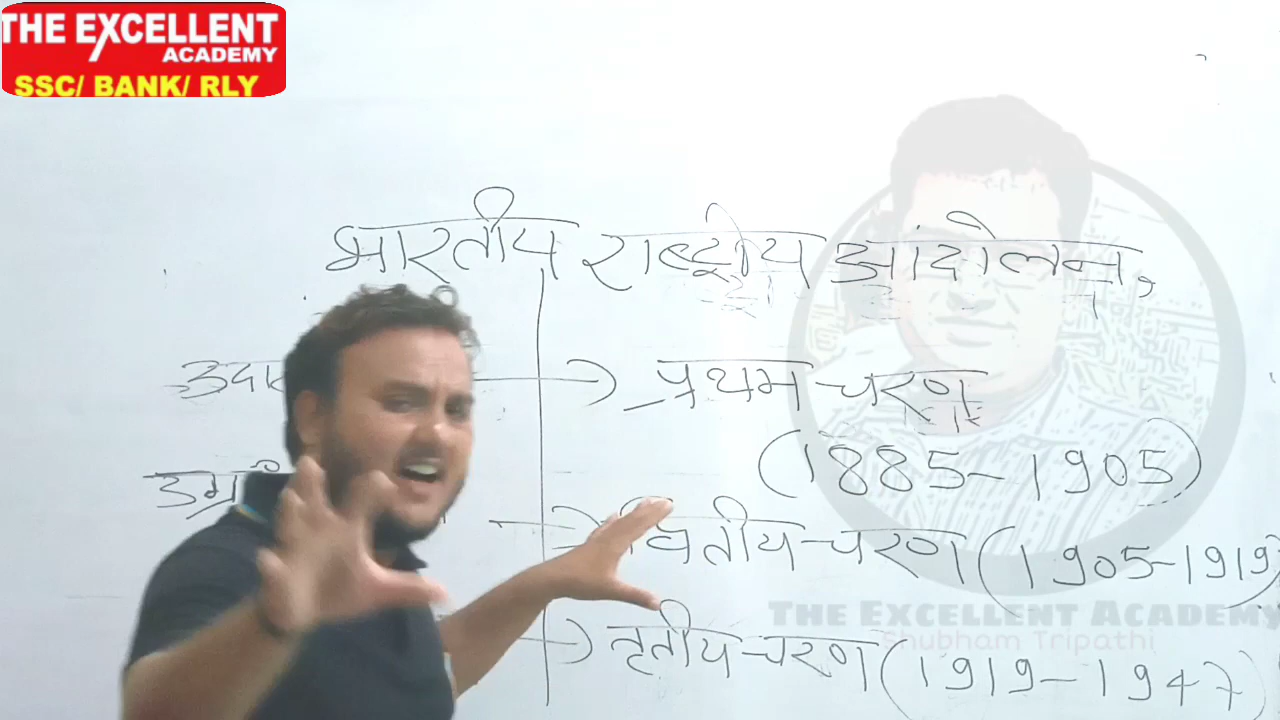 THE EXCELLENT
ACADEMY
SSC/ BANK/ RLY
भारतीय राष्ट्रीय आंदोलन,
प्रथम-चरण
(1885-1905)
द्वितीय-चरण (1905-1919)
तृतीय-चरण (1919-1947)
THE EXCELLENT ACADEMY
Shubham Tripathi